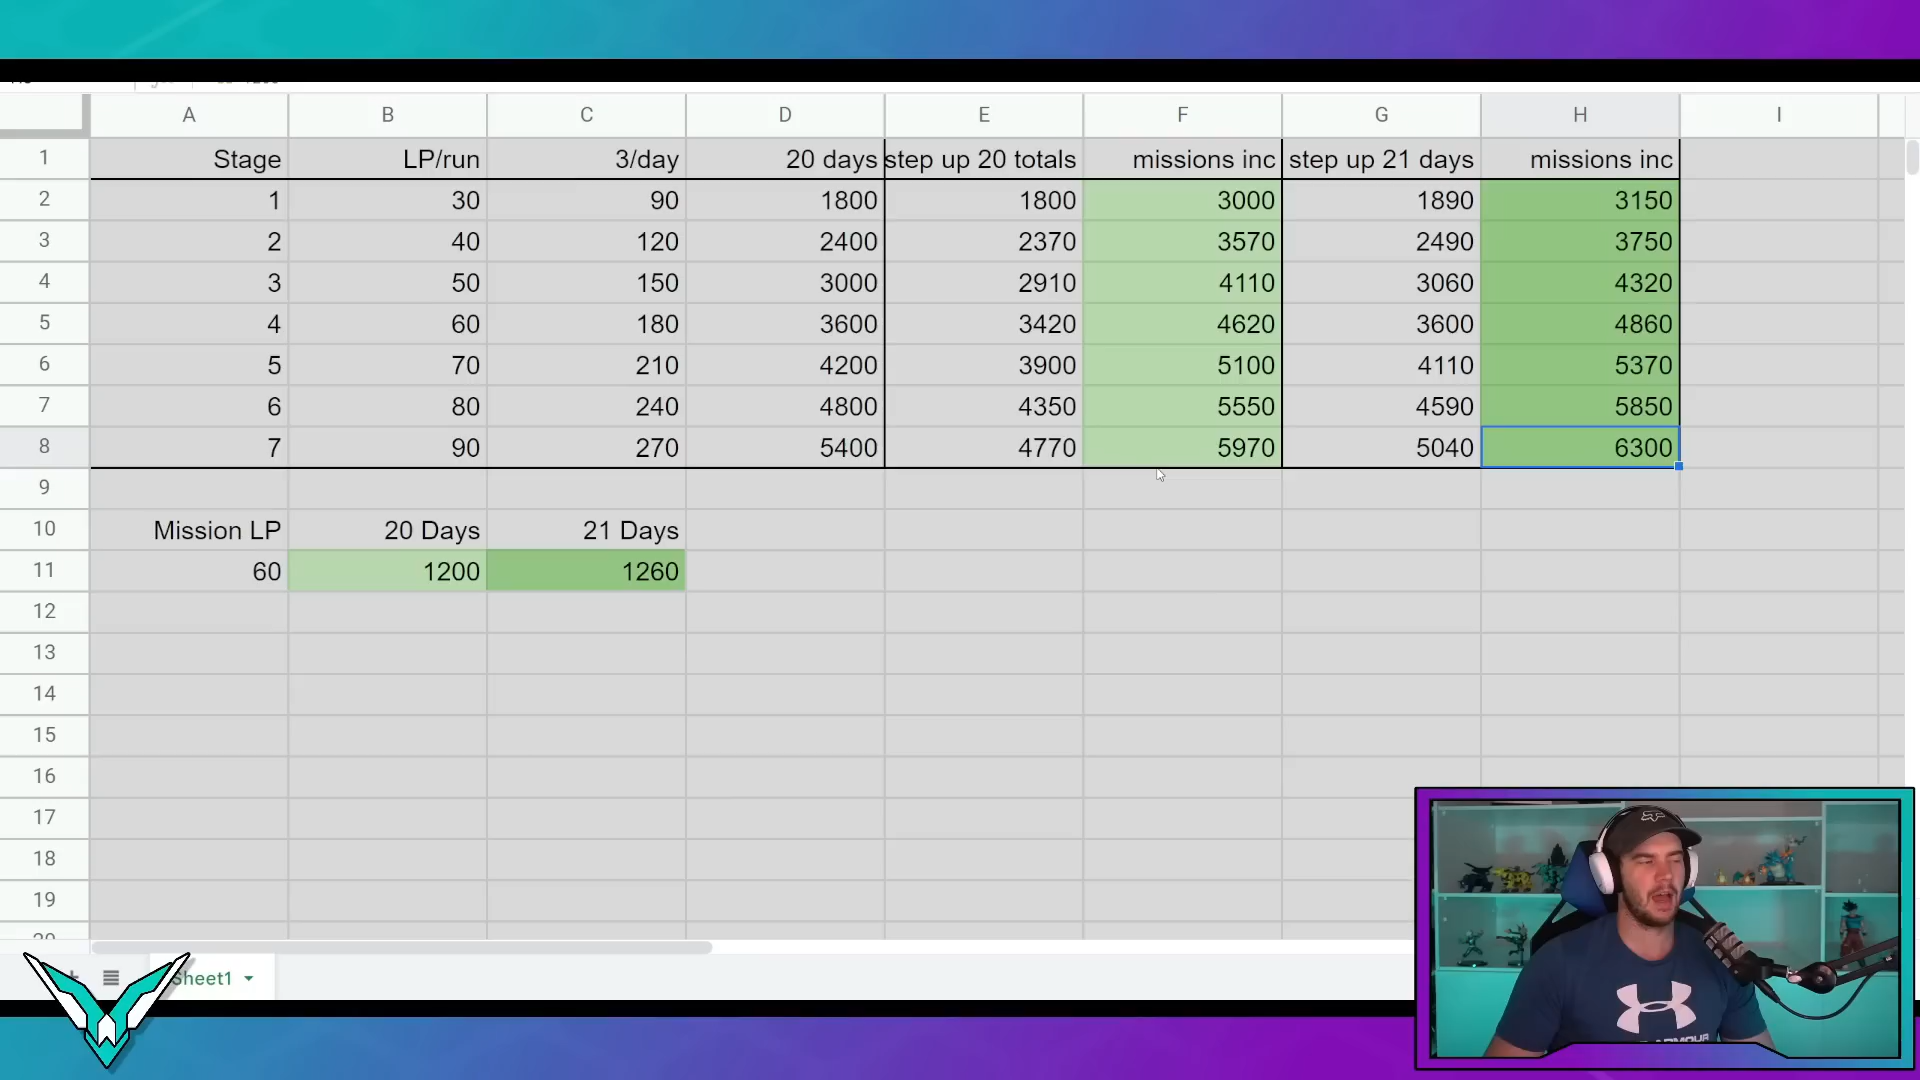 A B C D E F G H I
1 Stage LP/run 3/day 20 days step up 20 totals missions inc step up 21 days missions inc
2 1 30 90 1800 1800 3000 1890 3150
3 2 40 120 2400 2370 3570 2490 3750
4 3 50 150 3000 2910 4110 3060 4320
5 4 60 180 3600 3420 4620 3600 4860
6 5 70 210 4200 3900 5100 4110 5370
7 6 80 240 4800 4350 5550 4590 5850
8 7 90 270 5400 4770 5970 5040 6300
9
10 Mission LP 20 Days 21 Days
11 60 1200 1260
12
13
14
15
16
17
18
19
Sheet1